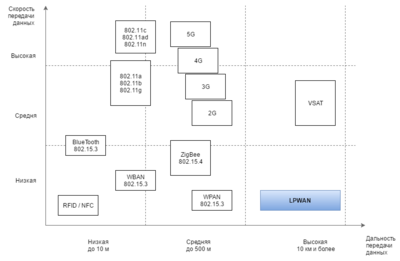 Скорость
передачи
данных
Высокая
Средня
Низкая
802.11c
802.11ad
802.11n
5G
4G
802.11a
802.11b
802.11g
3G
2G
VSAT
BlueTooth
802.15.3
ZigBee
802.15.4
WBAN
802.15.3
RFID / NFC
WPAN
802.15.3
LPWAN
Низкая
до 10 м
Средняя
до 500 м
Высокая
10 км и более
Дальность
передачи
данных